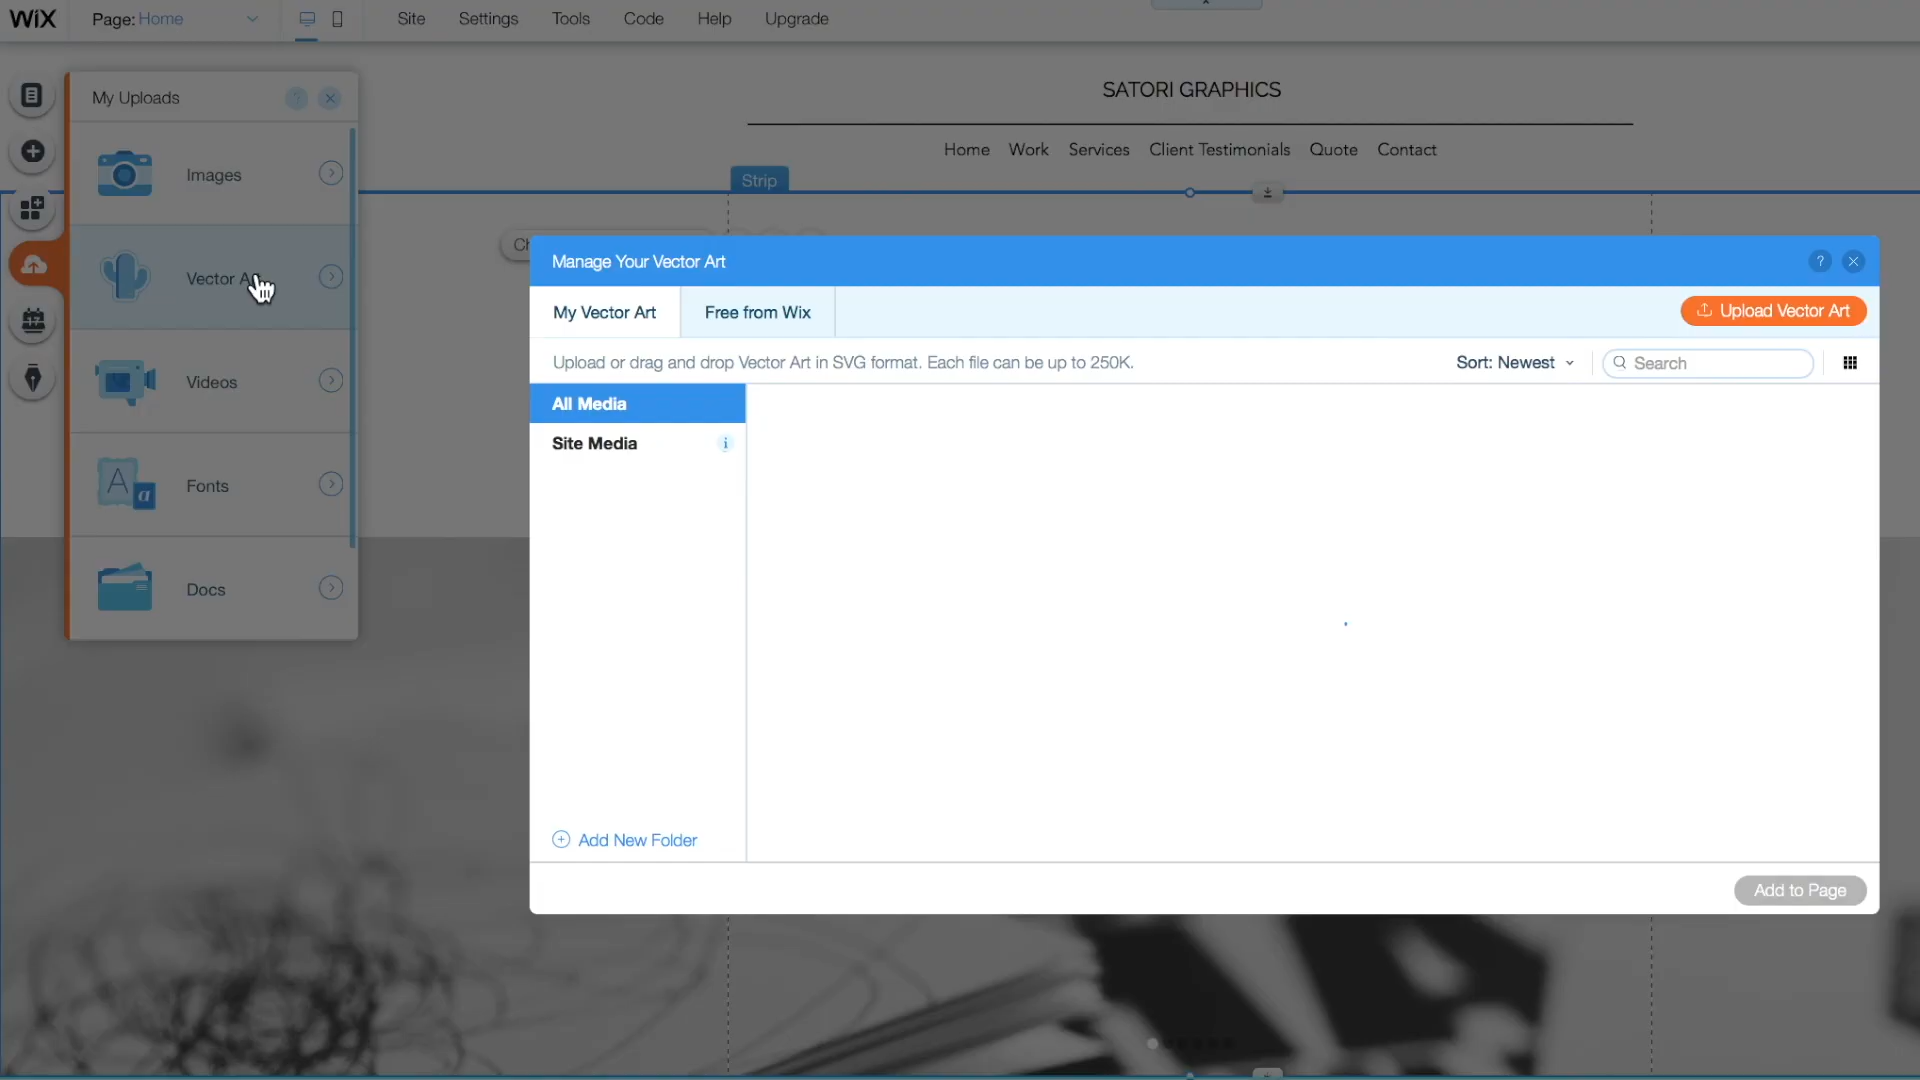 WiX
Page: Home
Site
Settings
Tools
Code
Help
Upgrade
My Uploads
Images
Vector A
Videos
Fonts
Docs
SATORI GRAPHICS
Home
Work
Services
Client Testimonials
Quote
Contact
Strip
Ch
Manage Your Vector Art
?
My Vector Art
Free from Wix
Upload Vector Art
Upload or drag and drop Vector Art in SVG format. Each file can be up to 250K.
Sort: Newest
Search
All Media
Site Media
i
Add New Folder
Add to Page